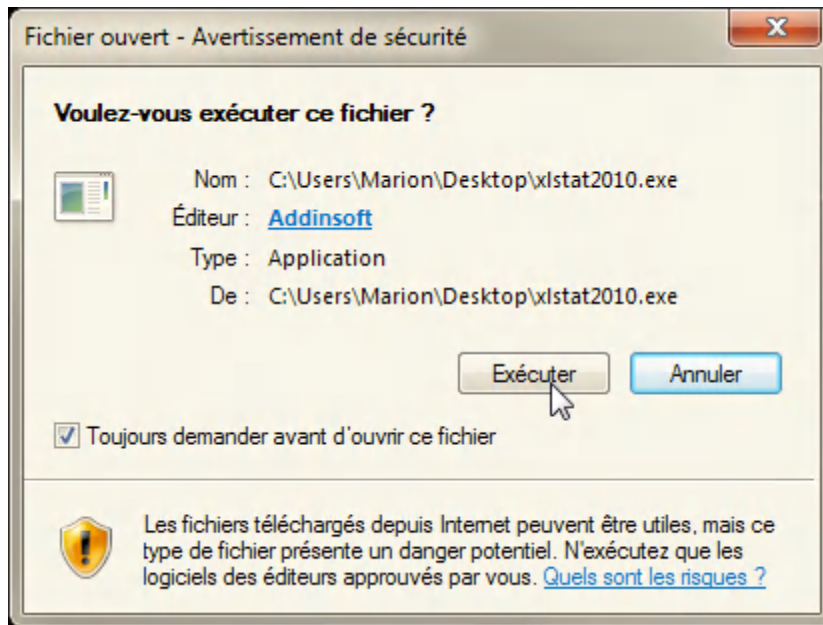 Fichier ouvert - Avertissement de sécurité
Voulez-vous exécuter ce fichier ?
Nom : C:\Users\Marion\Desktop\xlstat2010.exe
Éditeur : Addinsoft
Type : Application
De : C:\Users\Marion\Desktop\xlstat2010.exe
Exécuter Annuler
Toujours demander avant d'ouvrir ce fichier
Les fichiers téléchargés depuis Internet peuvent être utiles, mais ce
type de fichier présente un danger potentiel. N'exécutez que les
logiciels des éditeurs approuvés par vous. Quels sont les risques ?